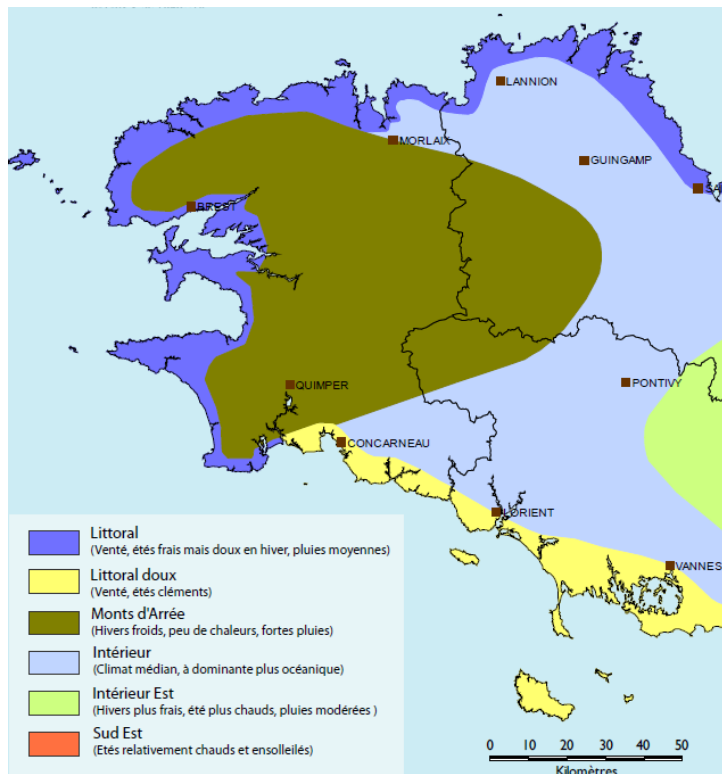 LANNION
MORLAIX
GUINGAMP
SA
BREST
QUIMPER
PONTIVY
CONCARNEAU
LORIENT
VANNES
Littoral
(Venté, étés frais mais doux en hiver, pluies moyennes)
Littoral doux
(Venté, étés cléments)
Monts d'Arrée
(Hivers froids, peu de chaleurs, fortes pluies)
Intérieur
(Climat médian, à dominante plus océanique)
Intérieur Est
(Hivers plus frais, été plus chauds, pluies modérées )
Sud Est
(Etés relativement chauds et ensolleilés)
0 10 20 30 40 50
Kilomètres